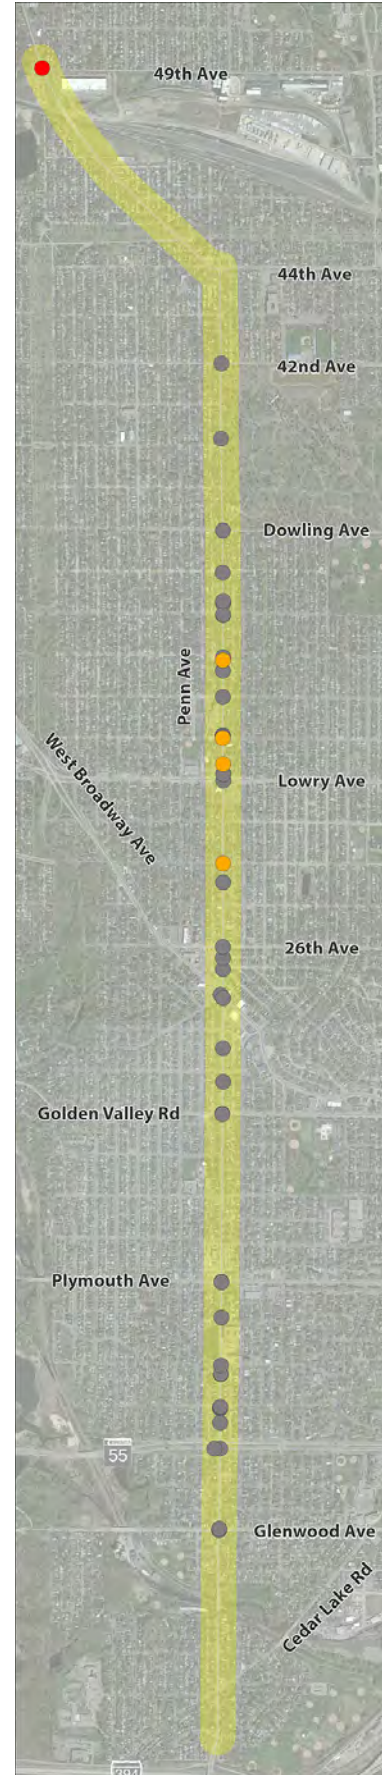 49th Ave
44th Ave
42nd Ave
Dowling Ave
Penn Ave
West Broadway Ave
Lowry Ave
26th Ave
Golden Valley Rd
Plymouth Ave
55
Glenwood Ave
Cedar Lake Rd
394